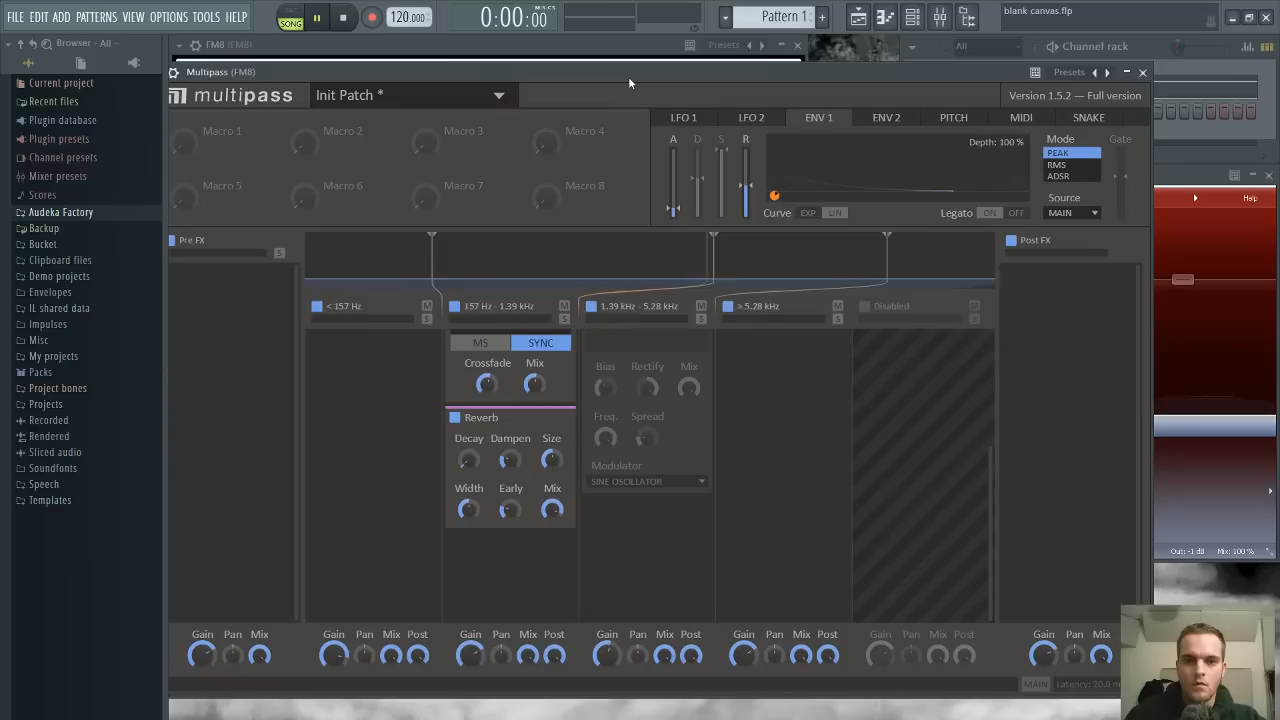 FILE EDIT ADD PATTERNS VIEW OPTIONS TOOLS HELP
SONG
120.000
0:00:00
Pattern 1
blank canvas.flp
Browser - All
FM8 (FM8)
Presets
All
Channel rack
Current project
Recent files
Plugin database
Plugin presets
Channel presets
Mixer presets
Scores
Audeka Factory
Backup
Bucket
Clipboard files
Demo projects
Envelopes
IL shared data
Impulses
Misc
My projects
Packs
Project bones
Projects
Recorded
Rendered
Sliced audio
Soundfonts
Speech
Templates
Multipass (FM8)
Presets
multipass
Init Patch *
Version 1.5.2 — Full version
Macro 1
Macro 2
Macro 3
Macro 4
Macro 5
Macro 6
Macro 7
Macro 8
LFO 1
LFO 2
ENV 1
ENV 2
PITCH
MIDI
SNAKE
A
D
S
R
Depth: 100 %
Mode
Gate
PEAK
RMS
ADSR
Source
MAIN
Curve
EXP
LIN
Legato
ON
OFF
Pre FX
S
Post FX
< 157 Hz
M
S
157 Hz - 1.39 kHz
M
S
1.39 kHz - 5.28 kHz
M
S
> 5.28 kHz
M
S
Disabled
M
S
MS
SYNC
Crossfade
Mix
Reverb
Decay
Dampen
Size
Width
Early
Mix
Bias
Rectify
Mix
Freq.
Spread
Modulator
SINE OSCILLATOR
Help
Out: -1 dB
Mix: 100 %
Gain Pan Mix
Gain Pan Mix Post
Gain Pan Mix Post
Gain Pan Mix Post
Gain Pan Mix Post
Gain Pan Mix Post
Gain Pan Mix
MAIN
Latency: 20.0 m